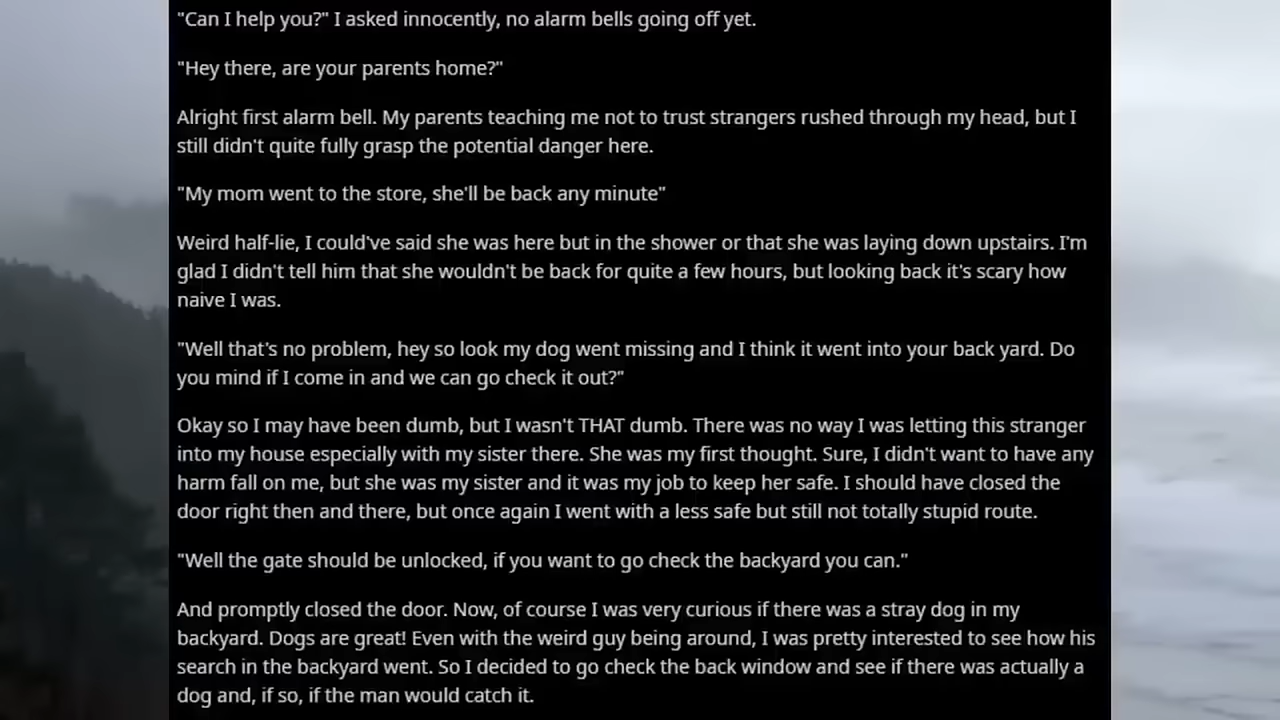 "Can I help you?" I asked innocently, no alarm bells going off yet.
"Hey there, are your parents home?"
Alright first alarm bell. My parents teaching me not to trust strangers rushed through my head, but I
still didn't quite fully grasp the potential danger here.
"My mom went to the store, she'll be back any minute"
Weird half-lie, I could've said she was here but in the shower or that she was laying down upstairs. I'm
glad I didn't tell him that she wouldn't be back for quite a few hours, but looking back it's scary how
naive I was.
"Well that's no problem, hey so look my dog went missing and I think it went into your back yard. Do
you mind if I come in and we can go check it out?"
Okay so I may have been dumb, but I wasn't THAT dumb. There was no way I was letting this stranger
into my house especially with my sister there. She was my first thought. Sure, I didn't want to have any
harm fall on me, but she was my sister and it was my job to keep her safe. I should have closed the
door right then and there, but once again I went with a less safe but still not totally stupid route.
"Well the gate should be unlocked, if you want to go check the backyard you can."
And promptly closed the door. Now, of course I was very curious if there was a stray dog in my
backyard. Dogs are great! Even with the weird guy being around, I was pretty interested to see how his
search in the backyard went. So I decided to go check the back window and see if there was actually a
dog and, if so, if the man would catch it.